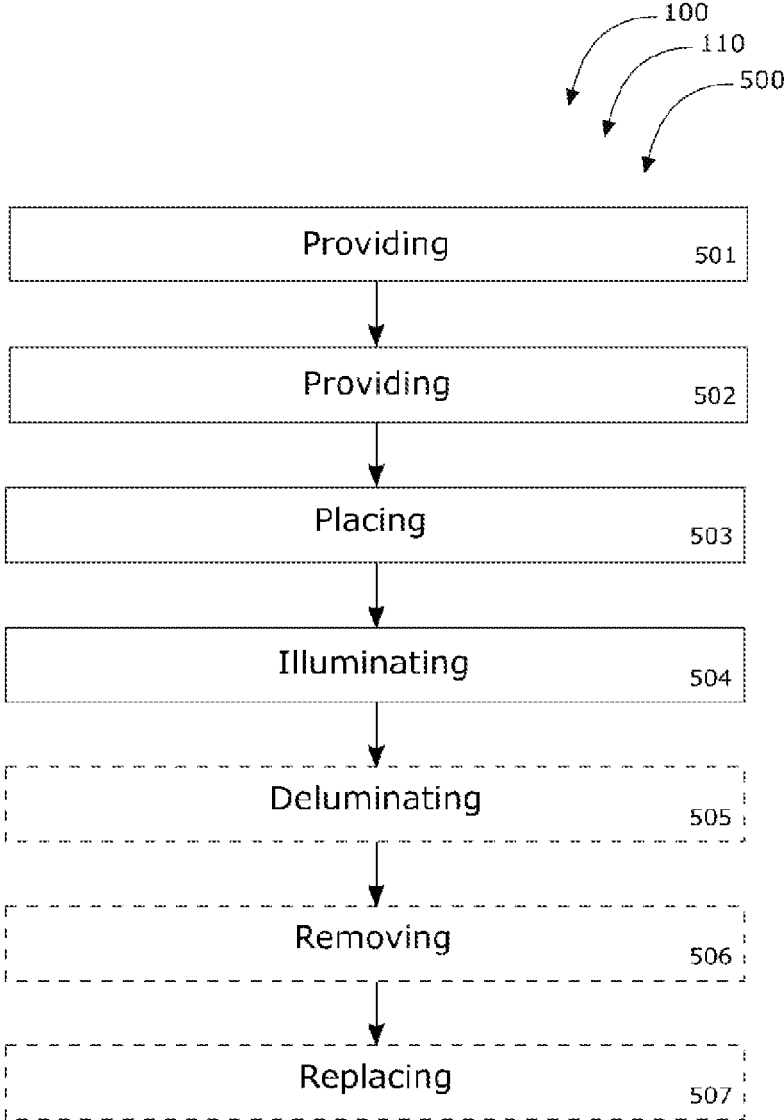 100
110
500
Providing
501
Providing
502
Placing
503
Illuminating
504
Deluminating
505
Removing
506
Replacing
507